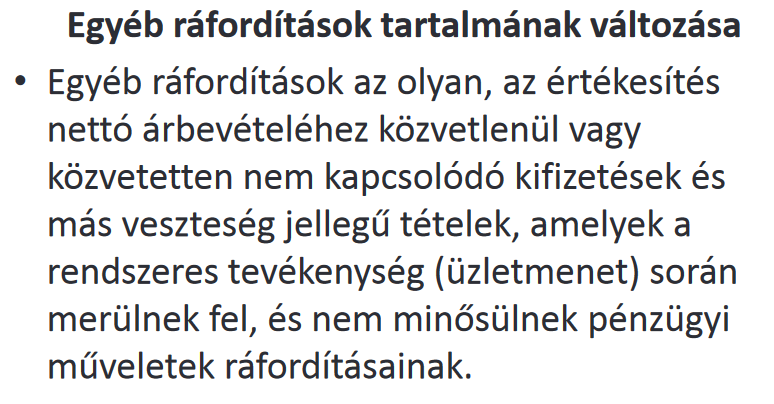 Egyéb ráfordítások tartalmának változása
• Egyéb ráfordítások az olyan, az értékesítés
nettó árbevételéhez közvetlenül vagy
közvetetten nem kapcsolódó kifizetések és
más veszteség jellegű tételek, amelyek a
rendszeres tevékenység (üzletmenet) során
merülnek fel, és nem minősülnek pénzügyi
műveletek ráfordításainak.